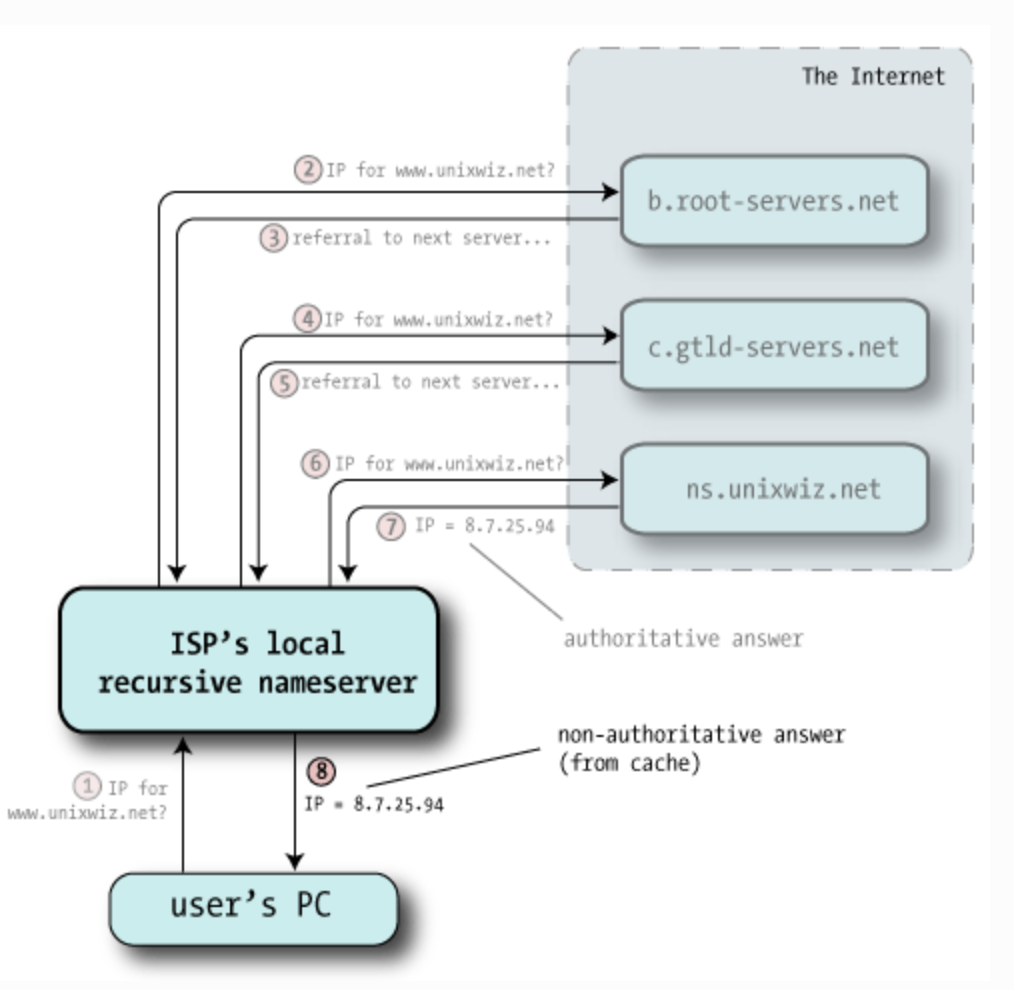 The Internet
② IP for www.unixwiz.net?
b.root-servers.net
③ referral to next server...
④ IP for www.unixwiz.net?
c.gtld-servers.net
⑤ referral to next server...
⑥ IP for www.unixwiz.net?
ns.unixwiz.net
⑦ IP = 8.7.25.94
authoritative answer
ISP’s local
recursive nameserver
non-authoritative answer
(from cache)
① IP for
www.unixwiz.net?
⑧
IP = 8.7.25.94
user’s PC